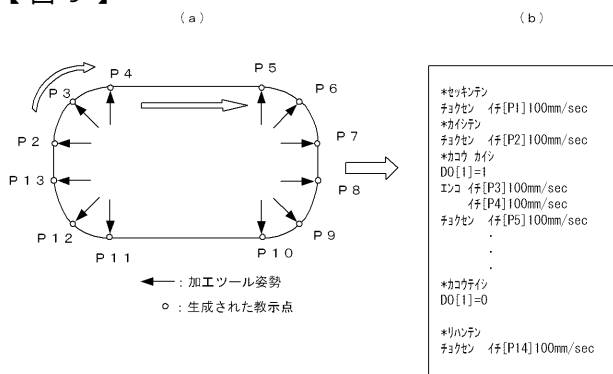 【図9】
（ａ）
（ｂ）
Ｐ４
Ｐ５
Ｐ３
Ｐ６
Ｐ２
Ｐ７
Ｐ１３
Ｐ８
Ｐ１２
Ｐ９
Ｐ１１
Ｐ１０
：加工ツール姿勢
：生成された教示点
*ｾｯｷﾝﾃﾝ
ﾁｮｸｾﾝ ｲﾁ[P1]100mm/sec
*ｶｲｼﾃﾝ
ﾁｮｸｾﾝ ｲﾁ[P2]100mm/sec
*ｶｺｳ ｶｲｼ
DO[1]=1
ｴﾝｺ ｲﾁ[P3]100mm/sec
ｲﾁ[P4]100mm/sec
ﾁｮｸｾﾝ ｲﾁ[P5]100mm/sec
.
.
.
*ｶｺｳﾃｲｼ
DO[1]=0
*ﾘﾊﾝﾃﾝ
ﾁｮｸｾﾝ ｲﾁ[P14]100mm/sec